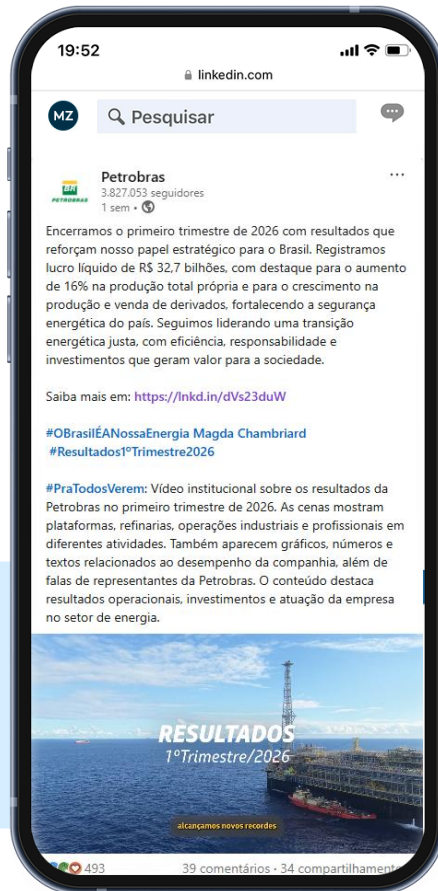 19:52
linkedin.com
MZ
Pesquisar
Petrobras
BR
PETROBRAS
3.827.053 seguidores
1 sem •
Encerramos o primeiro trimestre de 2026 com resultados que
reforçam nosso papel estratégico para o Brasil. Registramos
lucro líquido de R$ 32,7 bilhões, com destaque para o aumento
de 16% na produção total própria e para o crescimento na
produção e venda de derivados, fortalecendo a segurança
energética do país. Seguimos liderando uma transição
energética justa, com eficiência, responsabilidade e
investimentos que geram valor para a sociedade.
Saiba mais em: https://lnkd.in/dVs23duW
#OBrasilÉANossaEnergia Magda Chambriard
#Resultados1ºTrimestre2026
#PraTodosVerem: Vídeo institucional sobre os resultados da
Petrobras no primeiro trimestre de 2026. As cenas mostram
plataformas, refinarias, operações industriais e profissionais em
diferentes atividades. Também aparecem gráficos, números e
textos relacionados ao desempenho da companhia, além de
falas de representantes da Petrobras. O conteúdo destaca
resultados operacionais, investimentos e atuação da empresa
no setor de energia.
RESULTADOS
1ºTrimestre/2026
alcançamos novos recordes
493
39 comentários · 34 compartilhamento